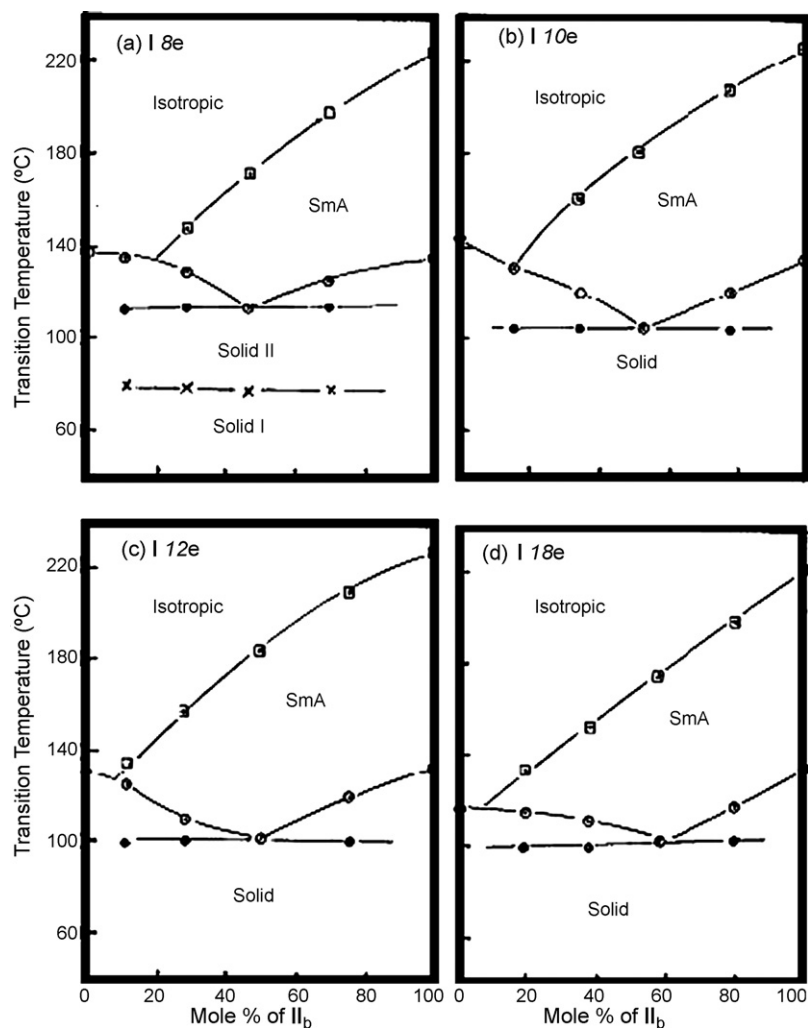 (a) I 8e
(b) I 10e
220
180
140
100
60
Isotropic
SmA
Solid II
Solid I
Isotropic
SmA
Solid
Transition Temperature (ºC)
(c) I 12e
(d) I 18e
220
180
140
100
60
Isotropic
SmA
Solid
Isotropic
SmA
Solid
Transition Temperature (ºC)
0 20 40 60 80 100
0 20 40 60 80 100
Mole % of IIb
Mole % of IIb